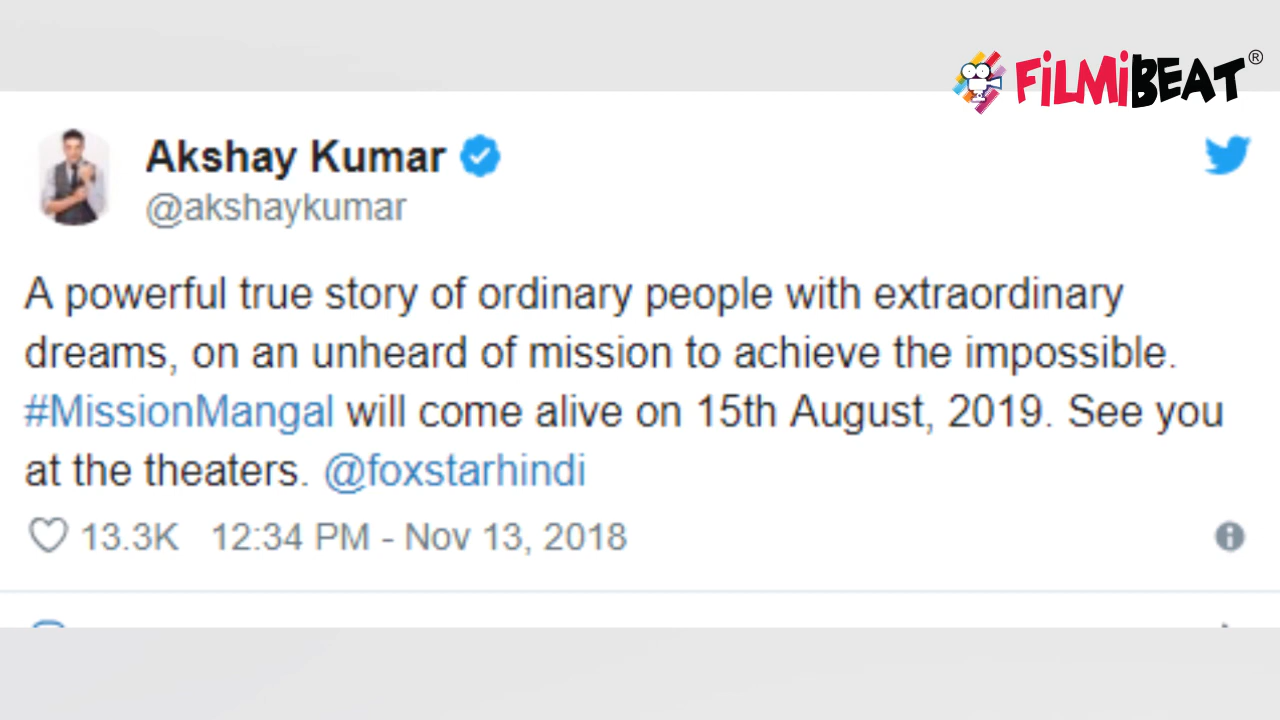 FiLMiBEAT®
Akshay Kumar
@akshaykumar
A powerful true story of ordinary people with extraordinary
dreams, on an unheard of mission to achieve the impossible.
#MissionMangal will come alive on 15th August, 2019. See you
at the theaters. @foxstarhindi
13.3K 12:34 PM - Nov 13, 2018